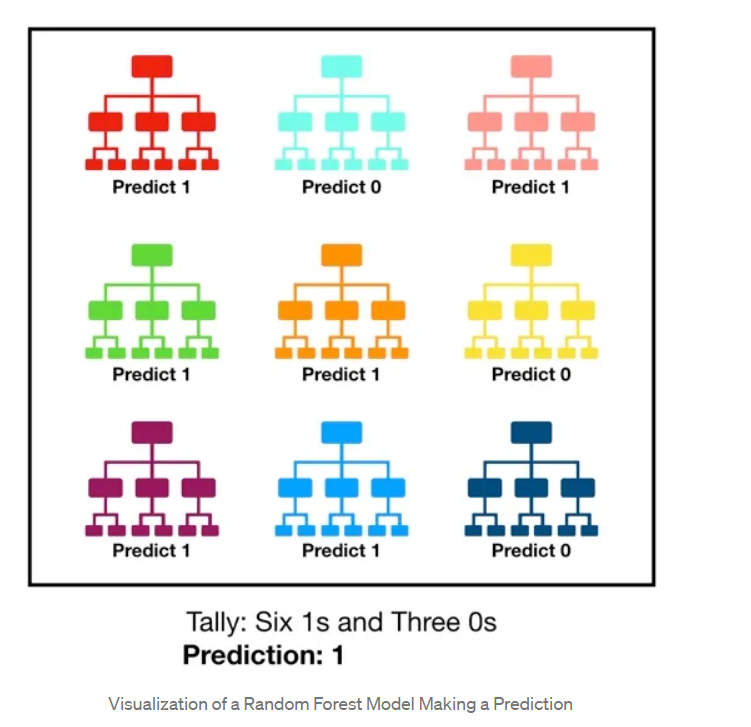 Predict 1 Predict 0 Predict 1
Predict 1 Predict 1 Predict 0
Predict 1 Predict 1 Predict 0
Tally: Six 1s and Three 0s
Prediction: 1
Visualization of a Random Forest Model Making a Prediction